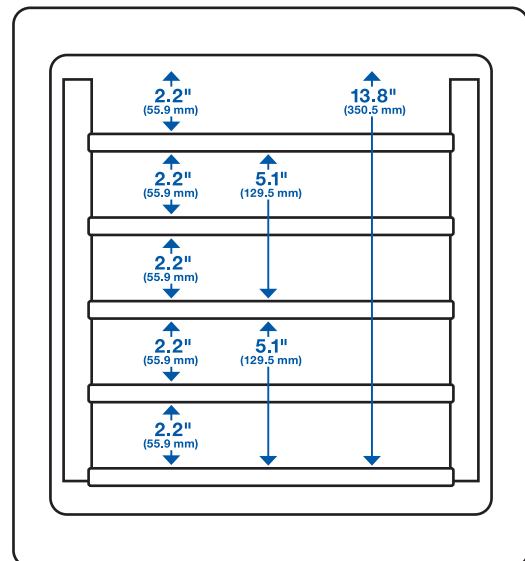 2.2"
(55.9 mm)
13.8"
(350.5 mm)
2.2"
(55.9 mm)
5.1"
(129.5 mm)
2.2"
(55.9 mm)
2.2"
(55.9 mm)
5.1"
(129.5 mm)
2.2"
(55.9 mm)